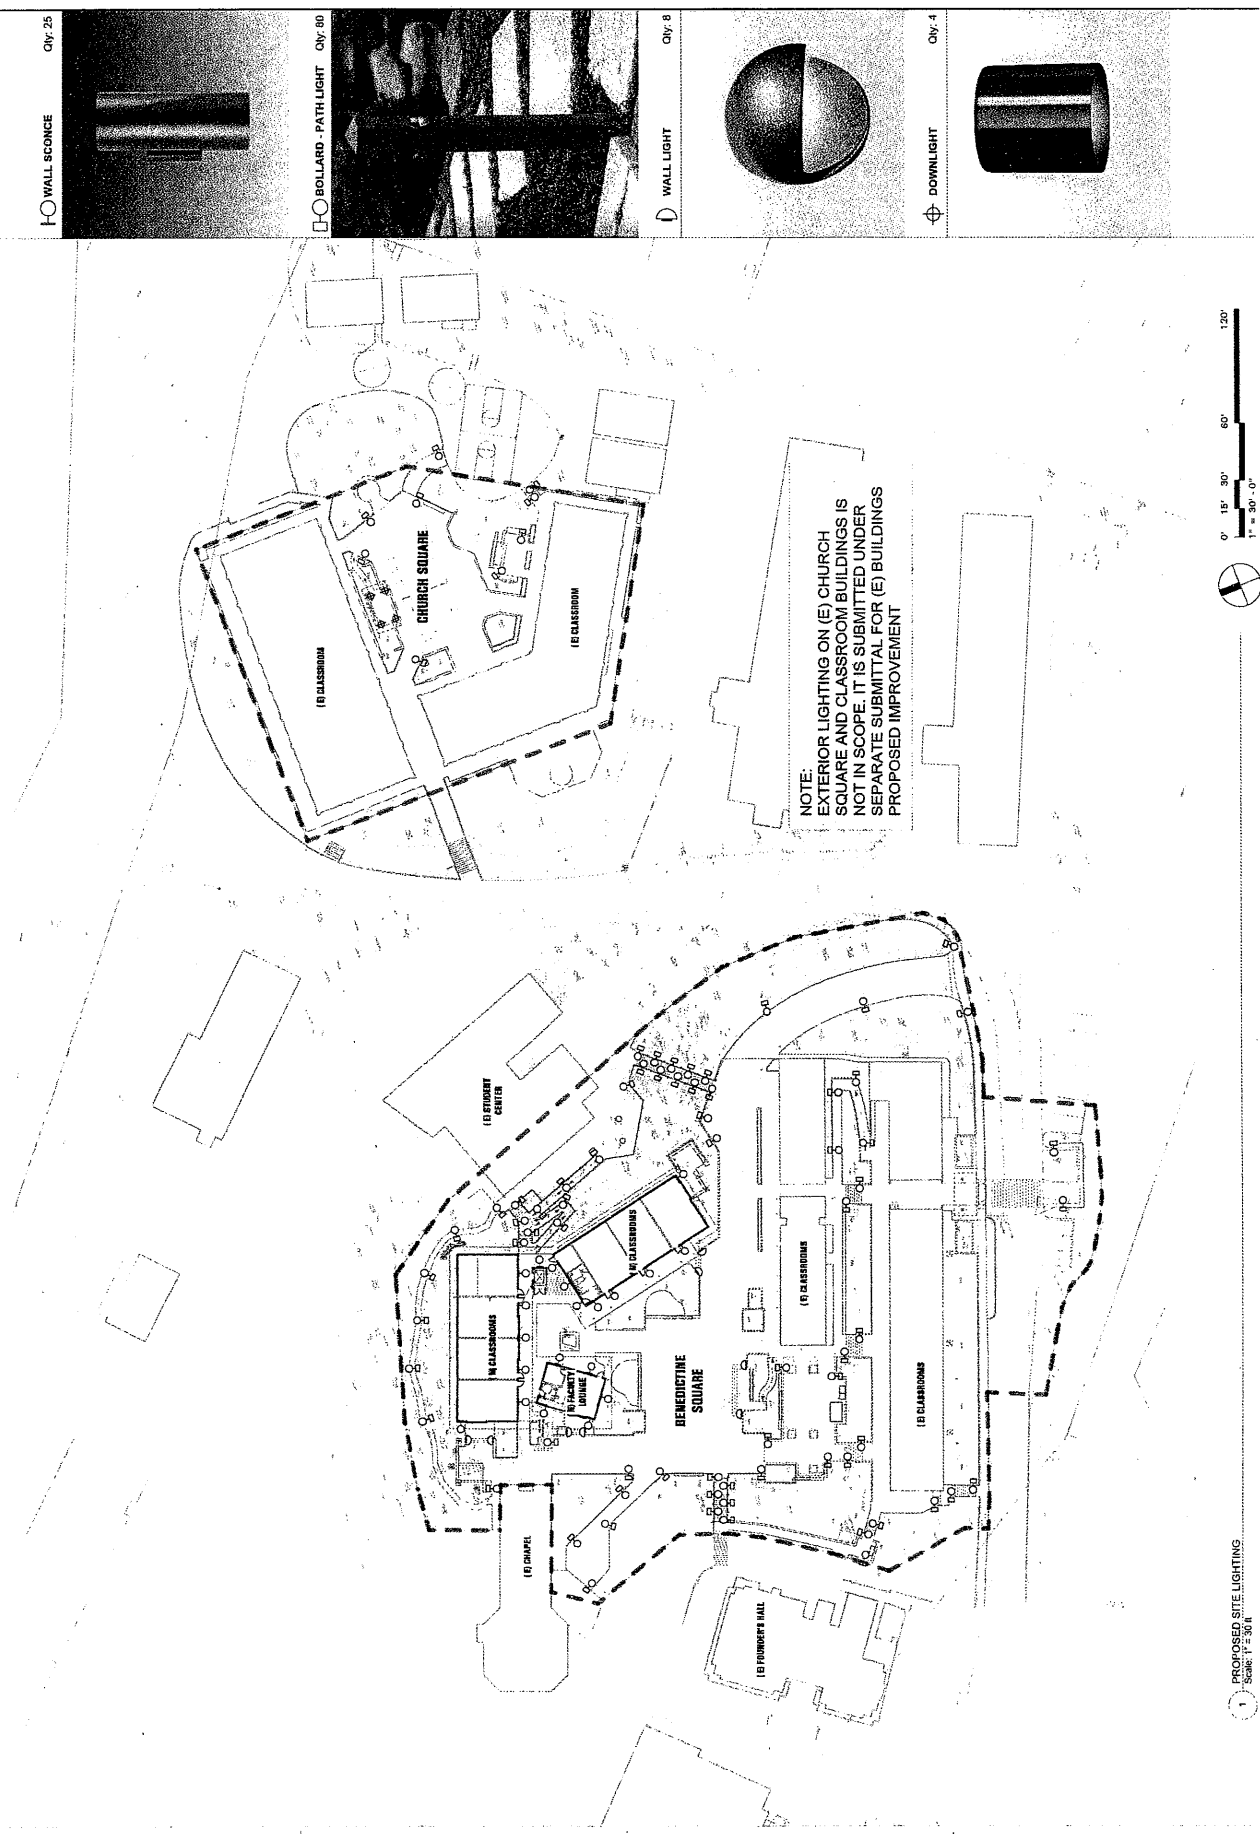 WALL SCONCE Qty: 25
BOLLARD - PATH LIGHT Qty: 80
WALL LIGHT Qty: 8
DOWNLIGHT Qty: 4
(E) CLASSROOM
CHURCH SQUARE
(E) CLASSROOM
NOTE:
EXTERIOR LIGHTING ON (E) CHURCH
SQUARE AND CLASSROOM BUILDINGS IS
NOT IN SCOPE. IT IS SUBMITTED UNDER
SEPARATE SUBMITTAL FOR (E) BUILDINGS
PROPOSED IMPROVEMENT
(E) STUDENT
CENTER
(N) CLASSROOMS
(N) CLASSROOMS
(N) FACULTY
LOUNGE
BENEDICTINE
SQUARE
(E) CLASSROOMS
(E) CLASSROOMS
(E) CHAPEL
(E) FOUNDER'S HALL
0' 15' 30' 60' 120'
1" = 30' - 0"
1
PROPOSED SITE LIGHTING
Scale: 1" = 30 ft